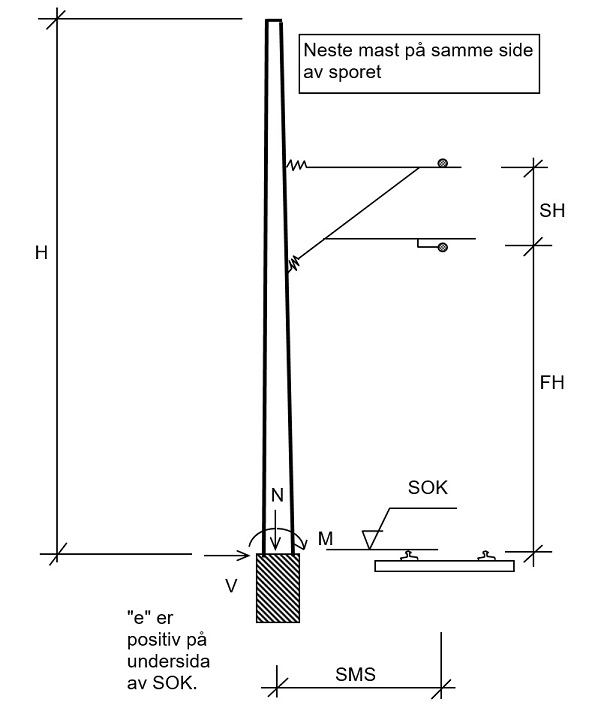 Neste mast på samme side
av sporet
SH
H
FH
SOK
N
M
V
"e" er
positiv på
undersida
av SOK.
SMS